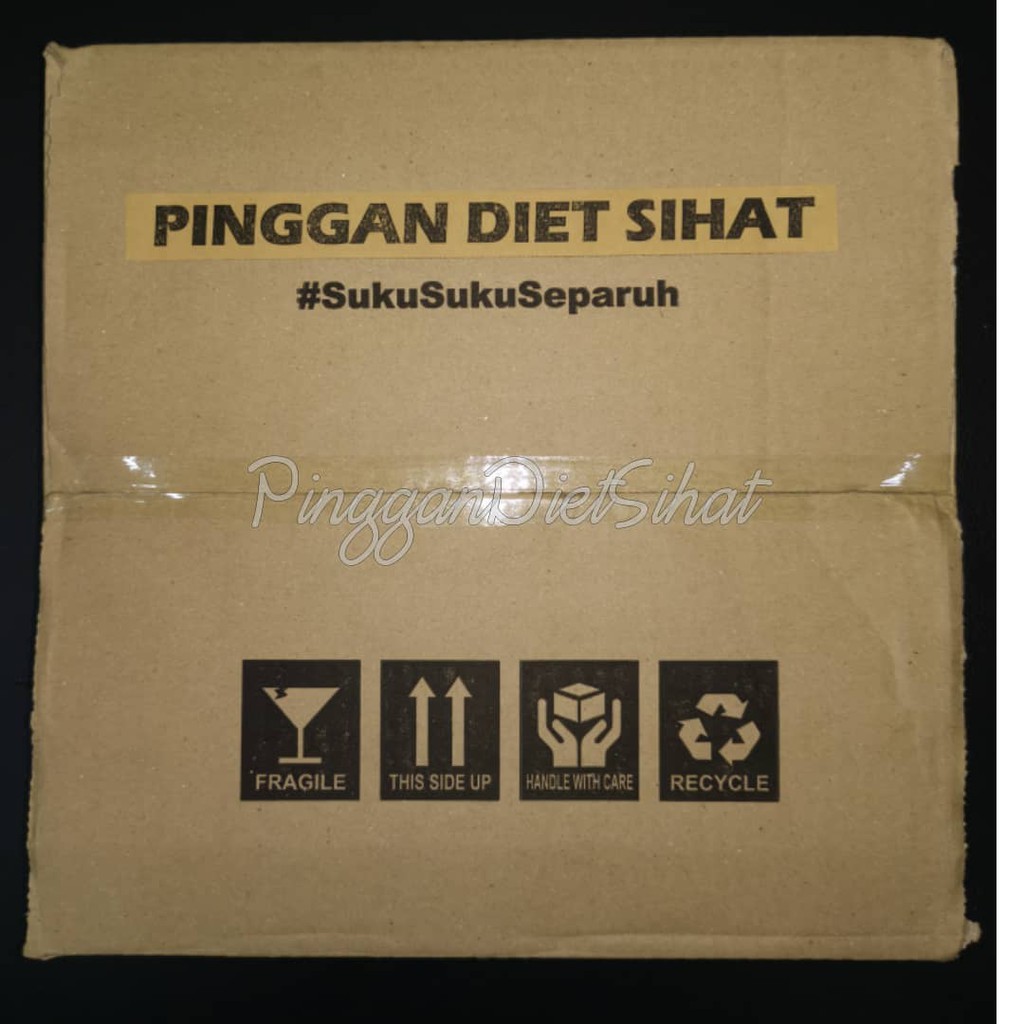 PINGGAN DIET SIHAT
#SukuSukuSeparuh
PingganDietSihat
FRAGILE
THIS SIDE UP
HANDLE WITH CARE
RECYCLE